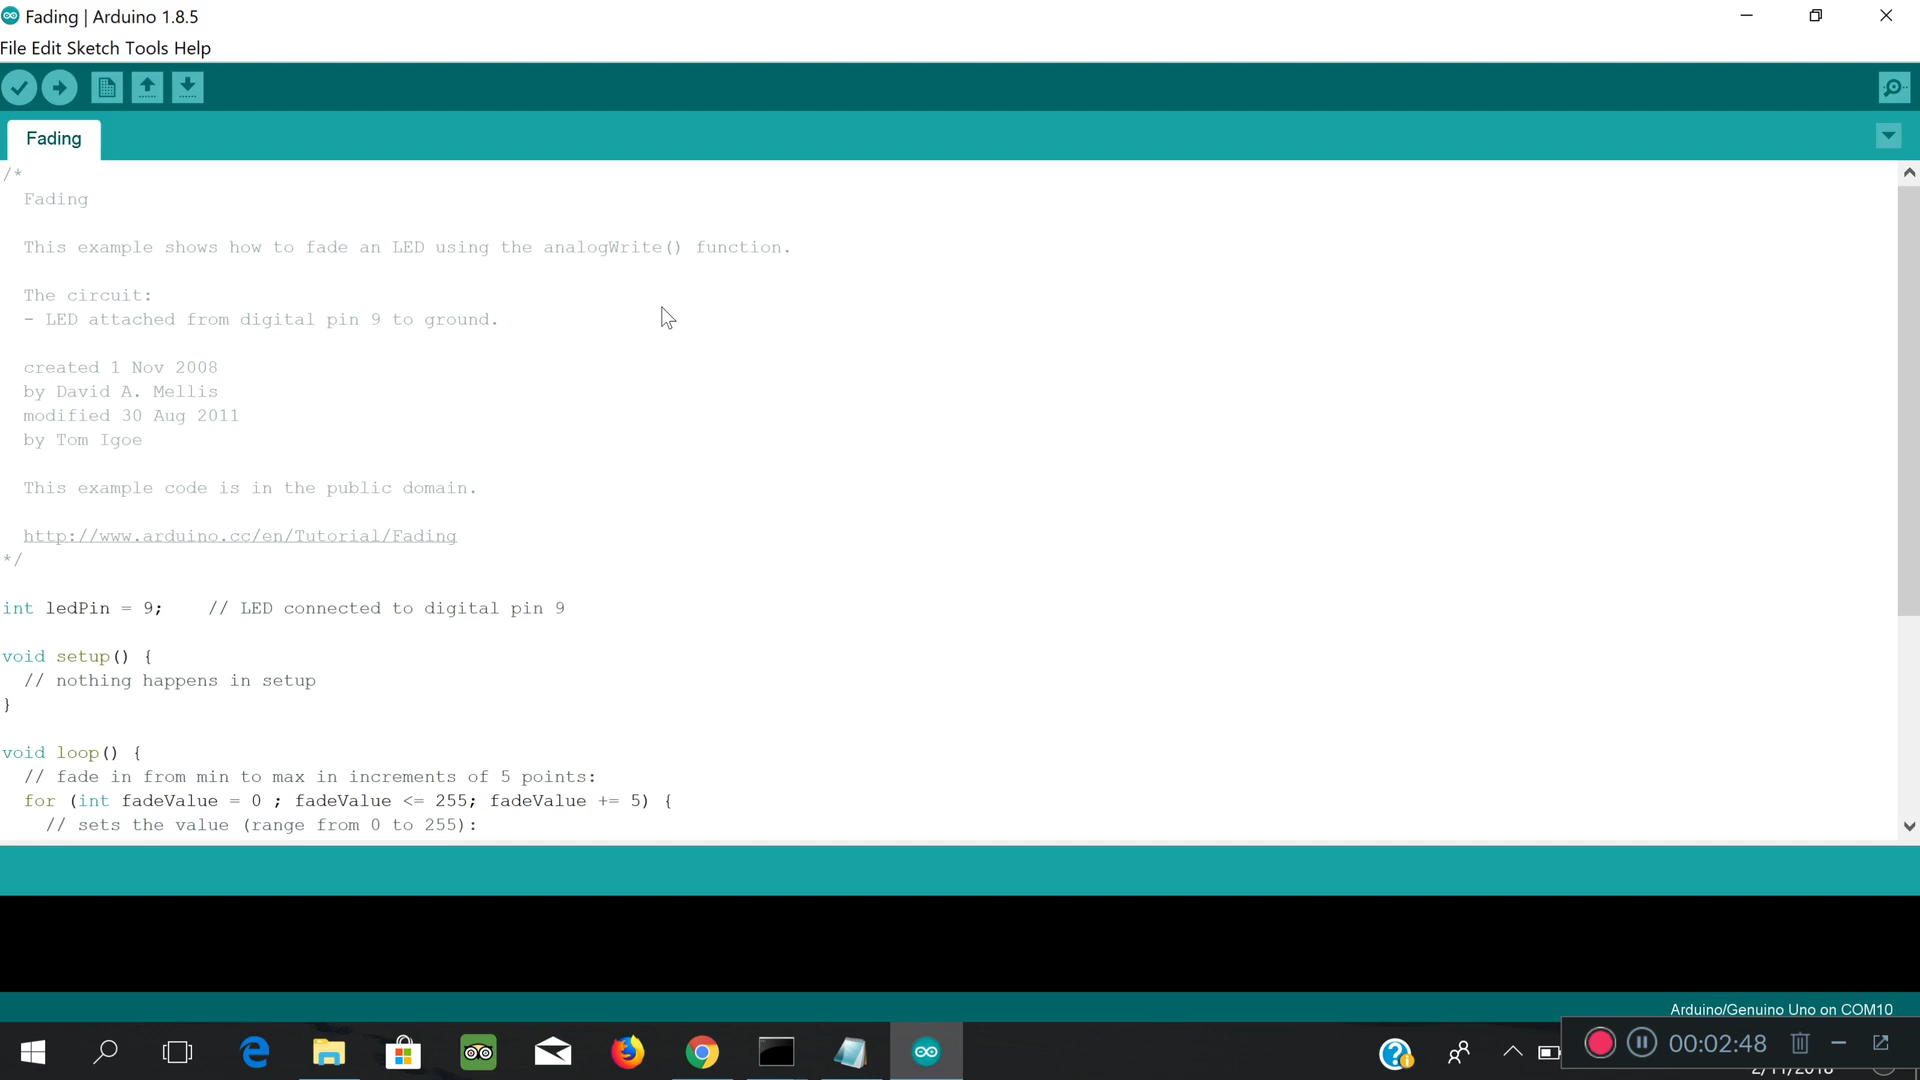 Fading | Arduino 1.8.5
File Edit Sketch Tools Help
Fading
/*
Fading
This example shows how to fade an LED using the analogWrite() function.
The circuit:
- LED attached from digital pin 9 to ground.
created 1 Nov 2008
by David A. Mellis
modified 30 Aug 2011
by Tom Igoe
This example code is in the public domain.
http://www.arduino.cc/en/Tutorial/Fading
*/
int ledPin = 9;    // LED connected to digital pin 9
void setup() {
// nothing happens in setup
}
void loop() {
// fade in from min to max in increments of 5 points:
for (int fadeValue = 0 ; fadeValue <= 255; fadeValue += 5) {
// sets the value (range from 0 to 255):
Arduino/Genuino Uno on COM10
00:02:48
2/11/2018